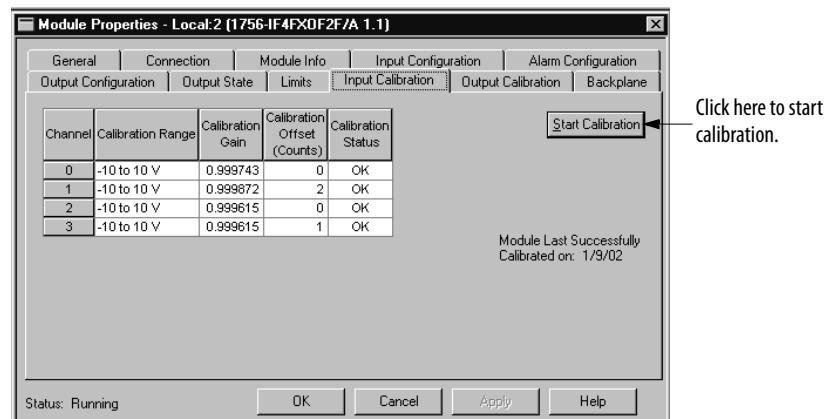 Module Properties - Local:2 (1756-IF4FXOF2F/A 1.1)
General Connection Module Info Input Configuration Alarm Configuration
Output Configuration Output State Limits Input Calibration Output Calibration Backplane
Channel Calibration Range Calibration Gain Calibration Offset (Counts) Calibration Status
0 -10 to 10 V 0.999743 0 OK
1 -10 to 10 V 0.999872 2 OK
2 -10 to 10 V 0.999615 0 OK
3 -10 to 10 V 0.999615 1 OK
Start Calibration
Click here to start
calibration.
Module Last Successfully
Calibrated on: 1/9/02
Status: Running
OK Cancel Apply Help